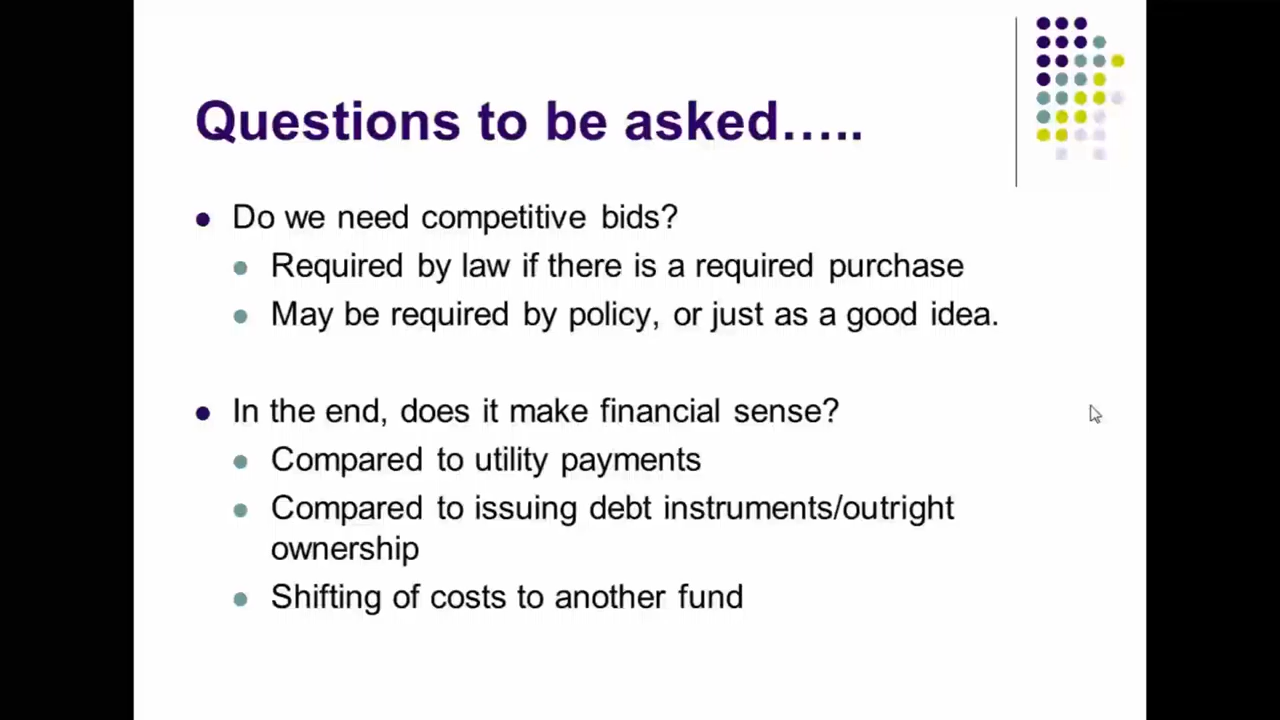 Questions to be asked…..
Do we need competitive bids?
Required by law if there is a required purchase
May be required by policy, or just as a good idea.
In the end, does it make financial sense?
Compared to utility payments
Compared to issuing debt instruments/outright
ownership
Shifting of costs to another fund